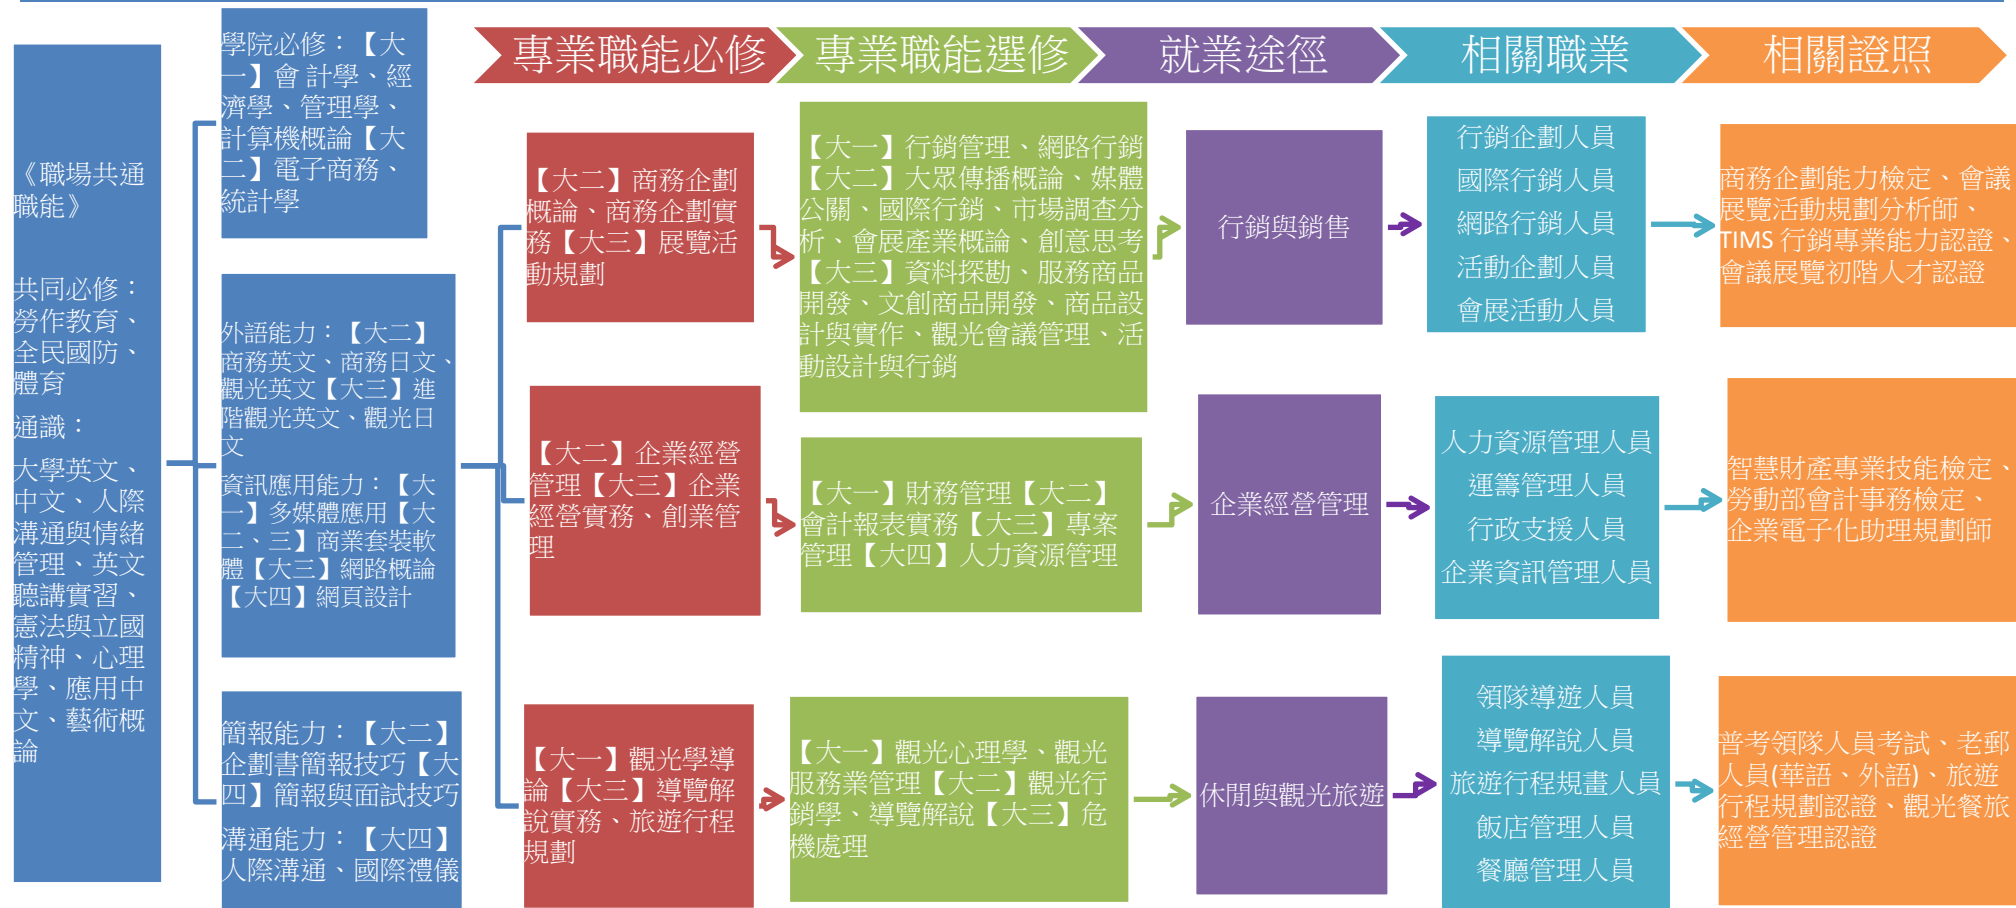 專業職能必修
專業職能選修
就業途徑
相關職業
相關證照
《職場共通
職能》
共同必修：
勞作教育、
全民國防、
體育
通識：
大學英文、
中文、人際
溝通與情緒
管理、英文
聽講實習、
憲法與立國
精神、心理
學、應用中
文、藝術概
論
學院必修：【大
一】會計學、經
濟學、管理學、
計算機概論【大
二】電子商務、
統計學
外語能力：【大二】
商務英文、商務日文、
觀光英文【大三】進
階觀光英文、觀光日
文
資訊應用能力：【大
一】多媒體應用【大
二、三】商業套裝軟
體【大三】網路概論
【大四】網頁設計
簡報能力：【大二】
企劃書簡報技巧【大
四】簡報與面試技巧
溝通能力：【大四】
人際溝通、國際禮儀
【大二】商務企劃
概論、商務企劃實
務【大三】展覽活
動規劃
【大一】行銷管理、網路行銷
【大二】大眾傳播概論、媒體
公關、國際行銷、市場調查分
析、會展產業概論、創意思考
【大三】資料探勘、服務商品
開發、文創商品開發、商品設
計與實作、觀光會議管理、活
動設計與行銷
行銷與銷售
行銷企劃人員
國際行銷人員
網路行銷人員
活動企劃人員
會展活動人員
商務企劃能力檢定、會議
展覽活動規劃分析師、
TIMS 行銷專業能力認證、
會議展覽初階人才認證
【大二】企業經營
管理【大三】企業
經營實務、創業管
理
【大一】財務管理【大二】
會計報表實務【大三】專案
管理【大四】人力資源管理
企業經營管理
人力資源管理人員
運籌管理人員
行政支援人員
企業資訊管理人員
智慧財產專業技能檢定、
勞動部會計事務檢定、
企業電子化助理規劃師
【大一】觀光學導
論【大三】導覽解
說實務、旅遊行程
規劃
【大一】觀光心理學、觀光
服務業管理【大二】觀光行
銷學、導覽解說【大三】危
機處理
休閒與觀光旅遊
領隊導遊人員
導覽解說人員
旅遊行程規畫人員
飯店管理人員
餐廳管理人員
普考領隊人員考試、老郵
人員(華語、外語)、旅遊
行程規劃認證、觀光餐旅
經營管理認證